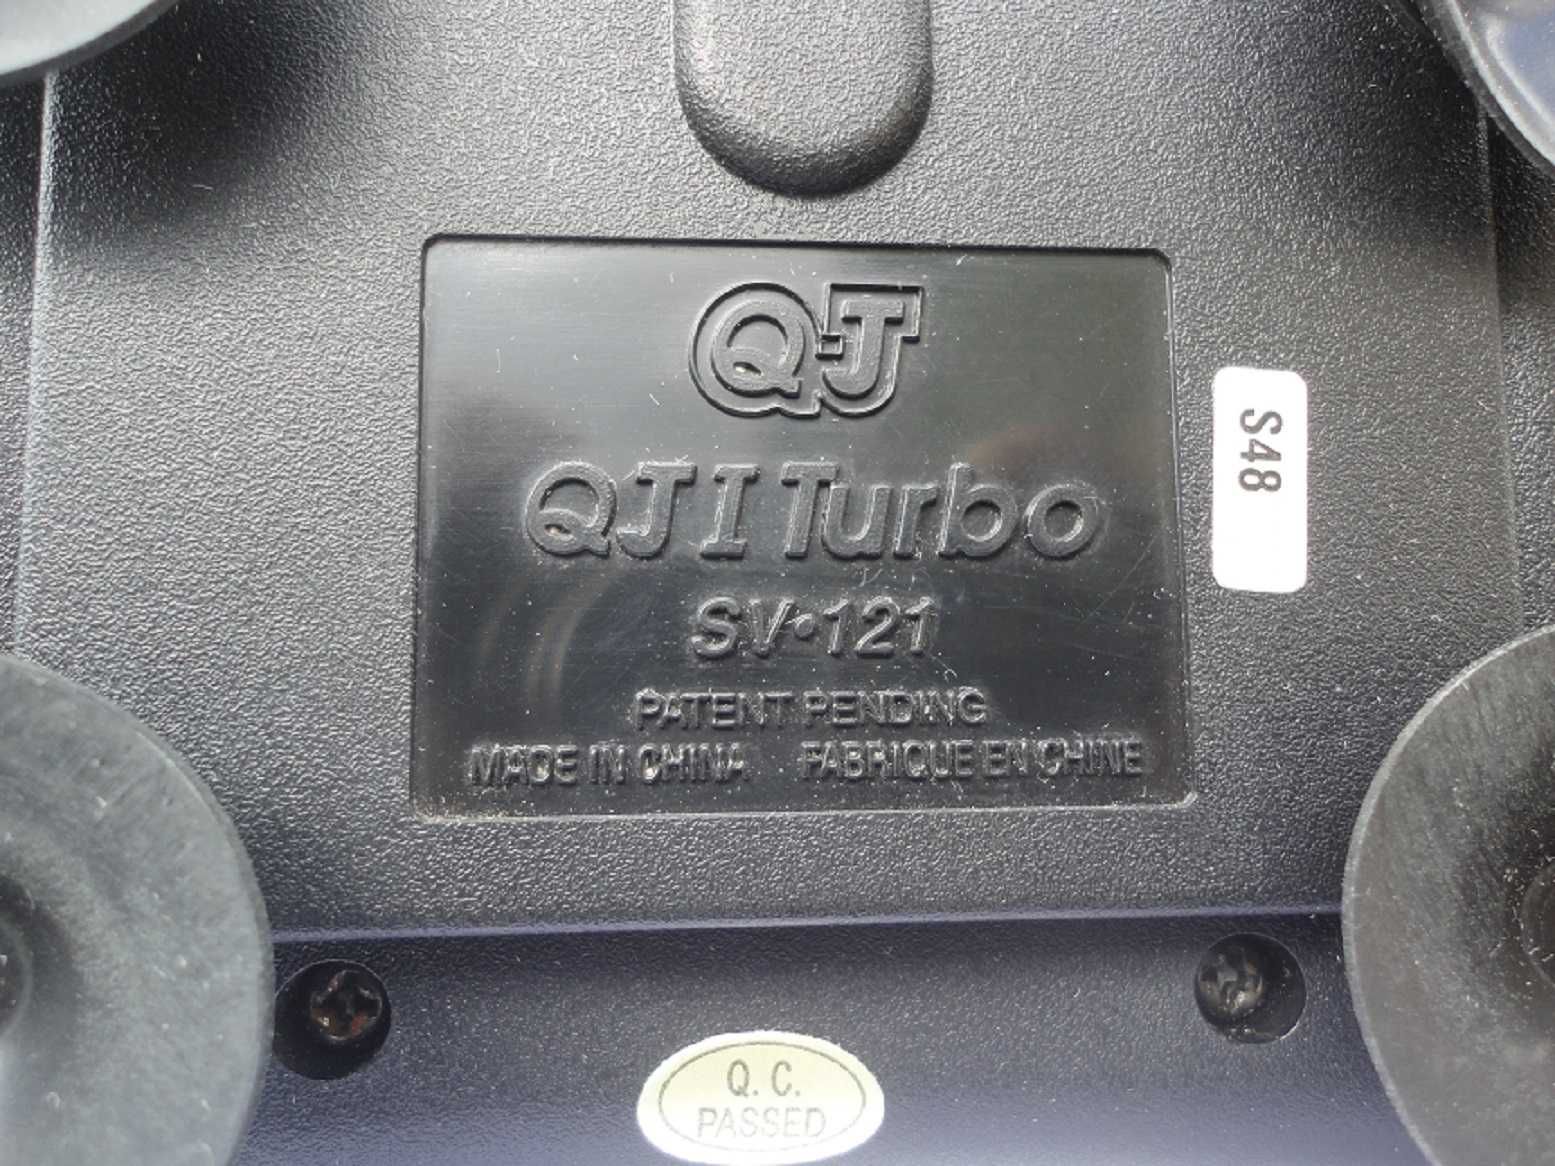 QJ
QJ I Turbo
SV·121
PATENT PENDING
MADE IN CHINA FABRIQUE EN CHINE
S48
Q. C.
PASSED